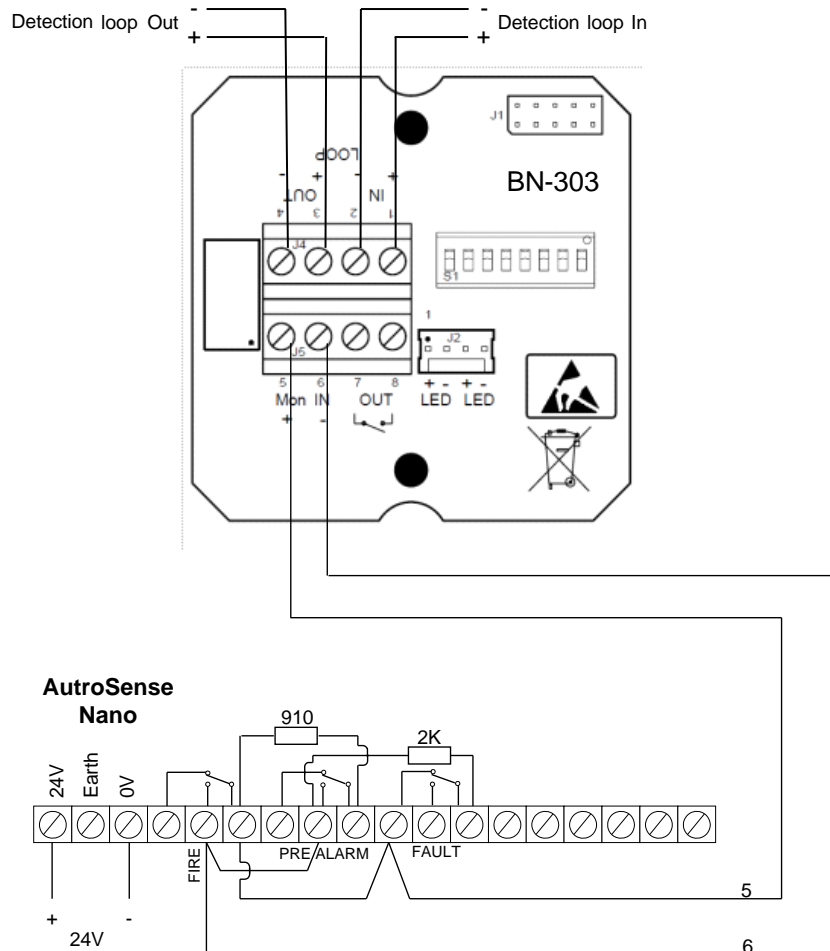 -
Detection loop Out
+
-
Detection loop In
+
J1
BN-303
LOOP
- + - +
OUT IN
4 3 2 1
J4
S1
1
J2
J5
5 6 7 8
+ - + -
Mon IN OUT LED LED
+ -
AutroSense
Nano
910
2K
24V
Earth
0V
FIRE
PRE ALARM
FAULT
5
+ -
24V
6